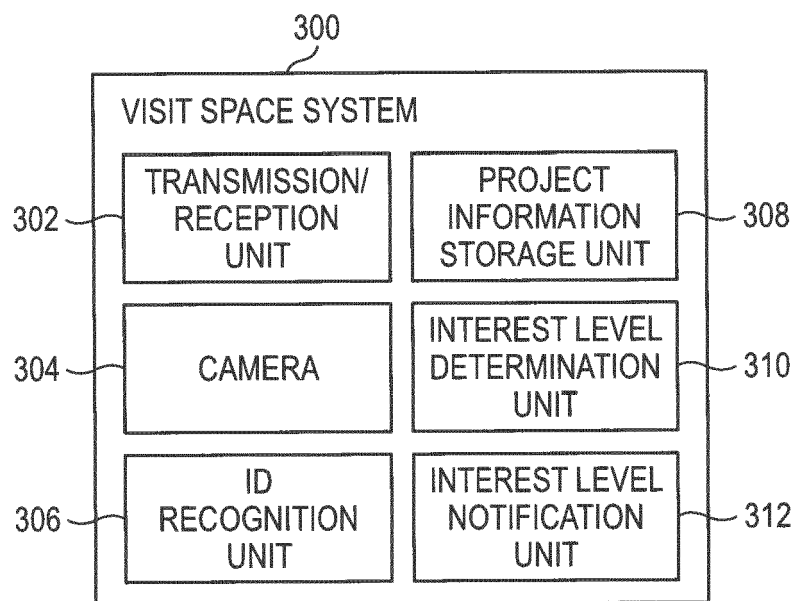 300
VISIT SPACE SYSTEM
302
TRANSMISSION/
RECEPTION
UNIT
PROJECT
INFORMATION
STORAGE UNIT
308
304
CAMERA
INTEREST LEVEL
DETERMINATION
UNIT
310
306
ID
RECOGNITION
UNIT
INTEREST LEVEL
NOTIFICATION
UNIT
312